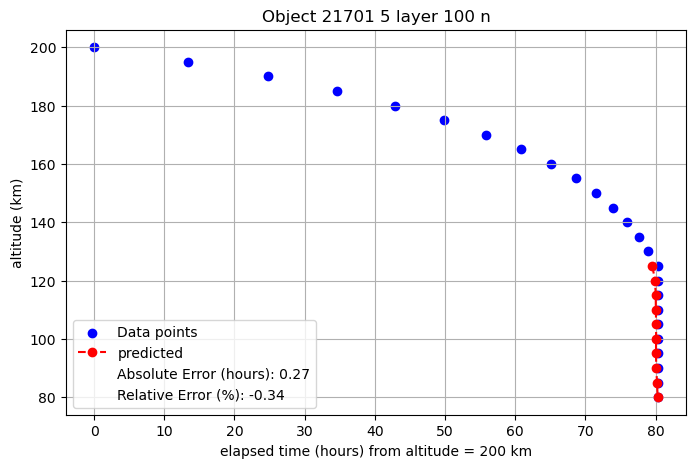 Object 21701 5 layer 100 n
altitude (km)
200
180
160
140
120
100
80
Data points
predicted
Absolute Error (hours): 0.27
Relative Error (%): -0.34
0 10 20 30 40 50 60 70 80
elapsed time (hours) from altitude = 200 km